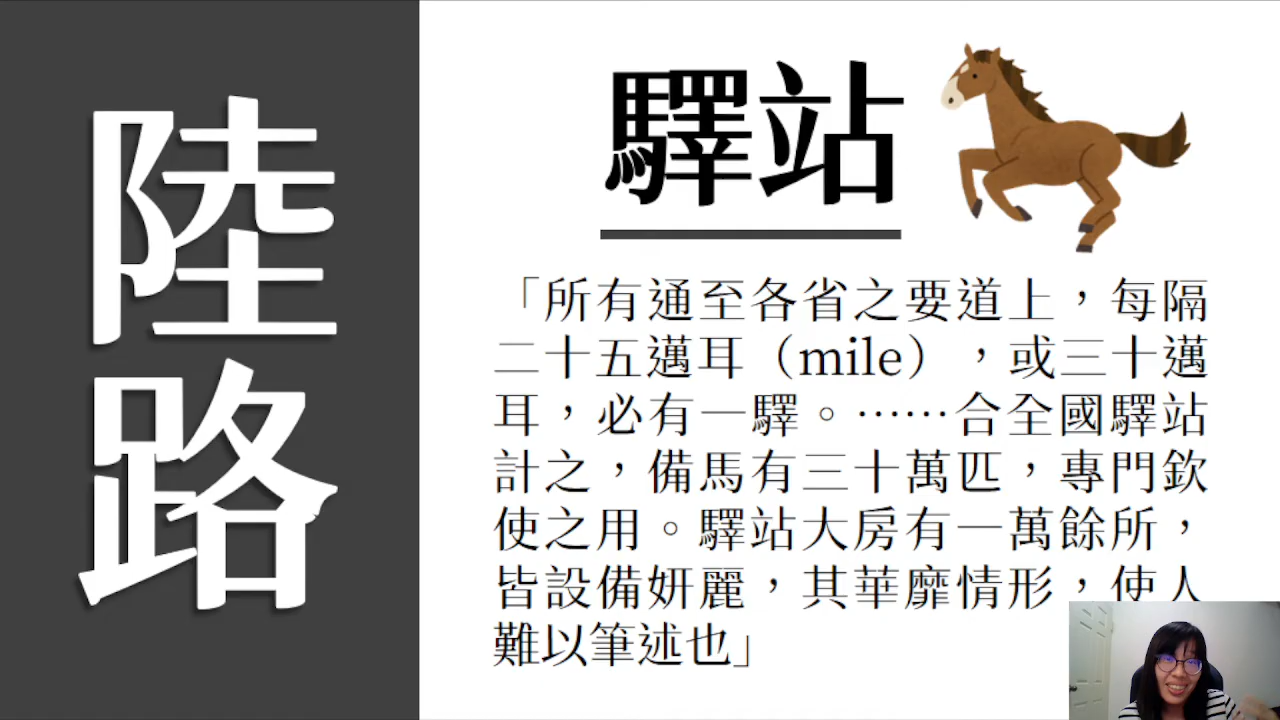 陸路
驛站
「所有通至各省之要道上，每隔
二十五邁耳（mile），或三十邁
耳，必有一驛。⋯⋯合全國驛站
計之，備馬有三十萬匹，專門欽
使之用。驛站大房有一萬餘所，
皆設備妍麗，其華靡情形，使人
難以筆述也」